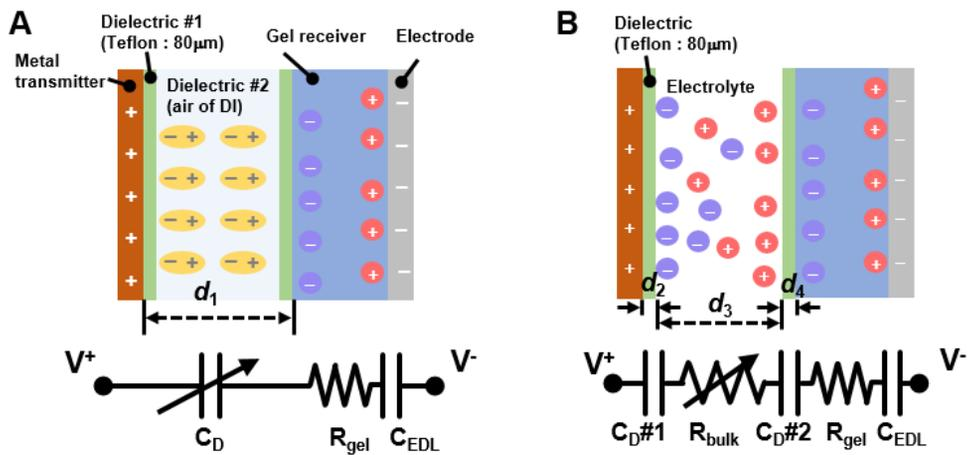 A
Dielectric #1
(Teflon : 80μm)
Gel receiver
Electrode
Metal
transmitter
Dielectric #2
(air of DI)
+ + + + +
− + − +
− + − +
− + − +
− + − +
− − − − −
+ + + + +
− − − − −
d1
V+
V-
CD
Rgel
CEDL
B
Dielectric
(Teflon : 80μm)
Electrolyte
d2
d3
d4
V+
V-
CD#1
Rbulk
CD#2
Rgel
CEDL